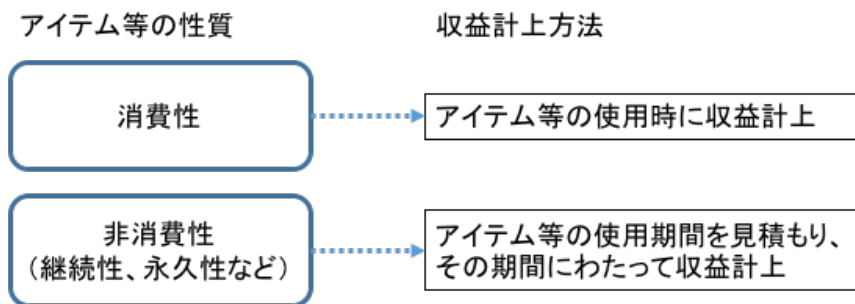 アイテム等の性質
収益計上方法
消費性
アイテム等の使用時に収益計上
非消費性
（継続性、永久性など）
アイテム等の使用期間を見積もり、
その期間にわたって収益計上